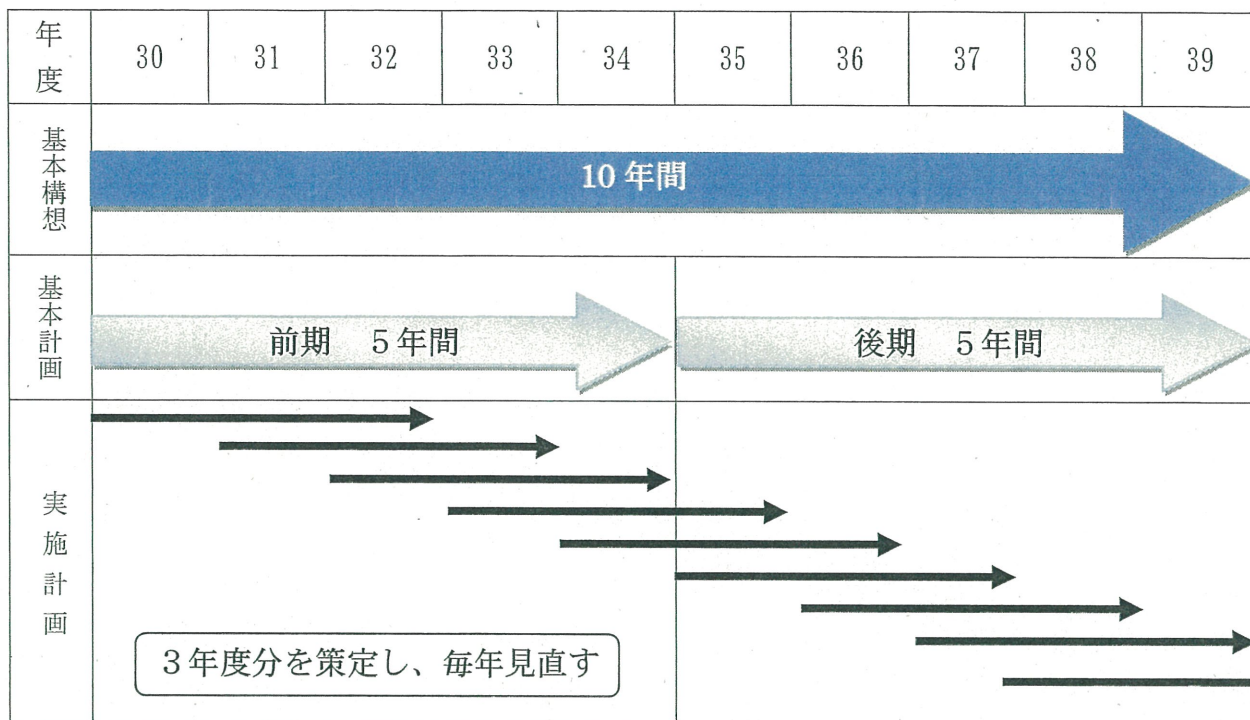 年度 30 31 32 33 34 35 36 37 38 39
基本構想
10年間
基本計画
前期　5年間
後期　5年間
実施計画
3年度分を策定し、毎年見直す